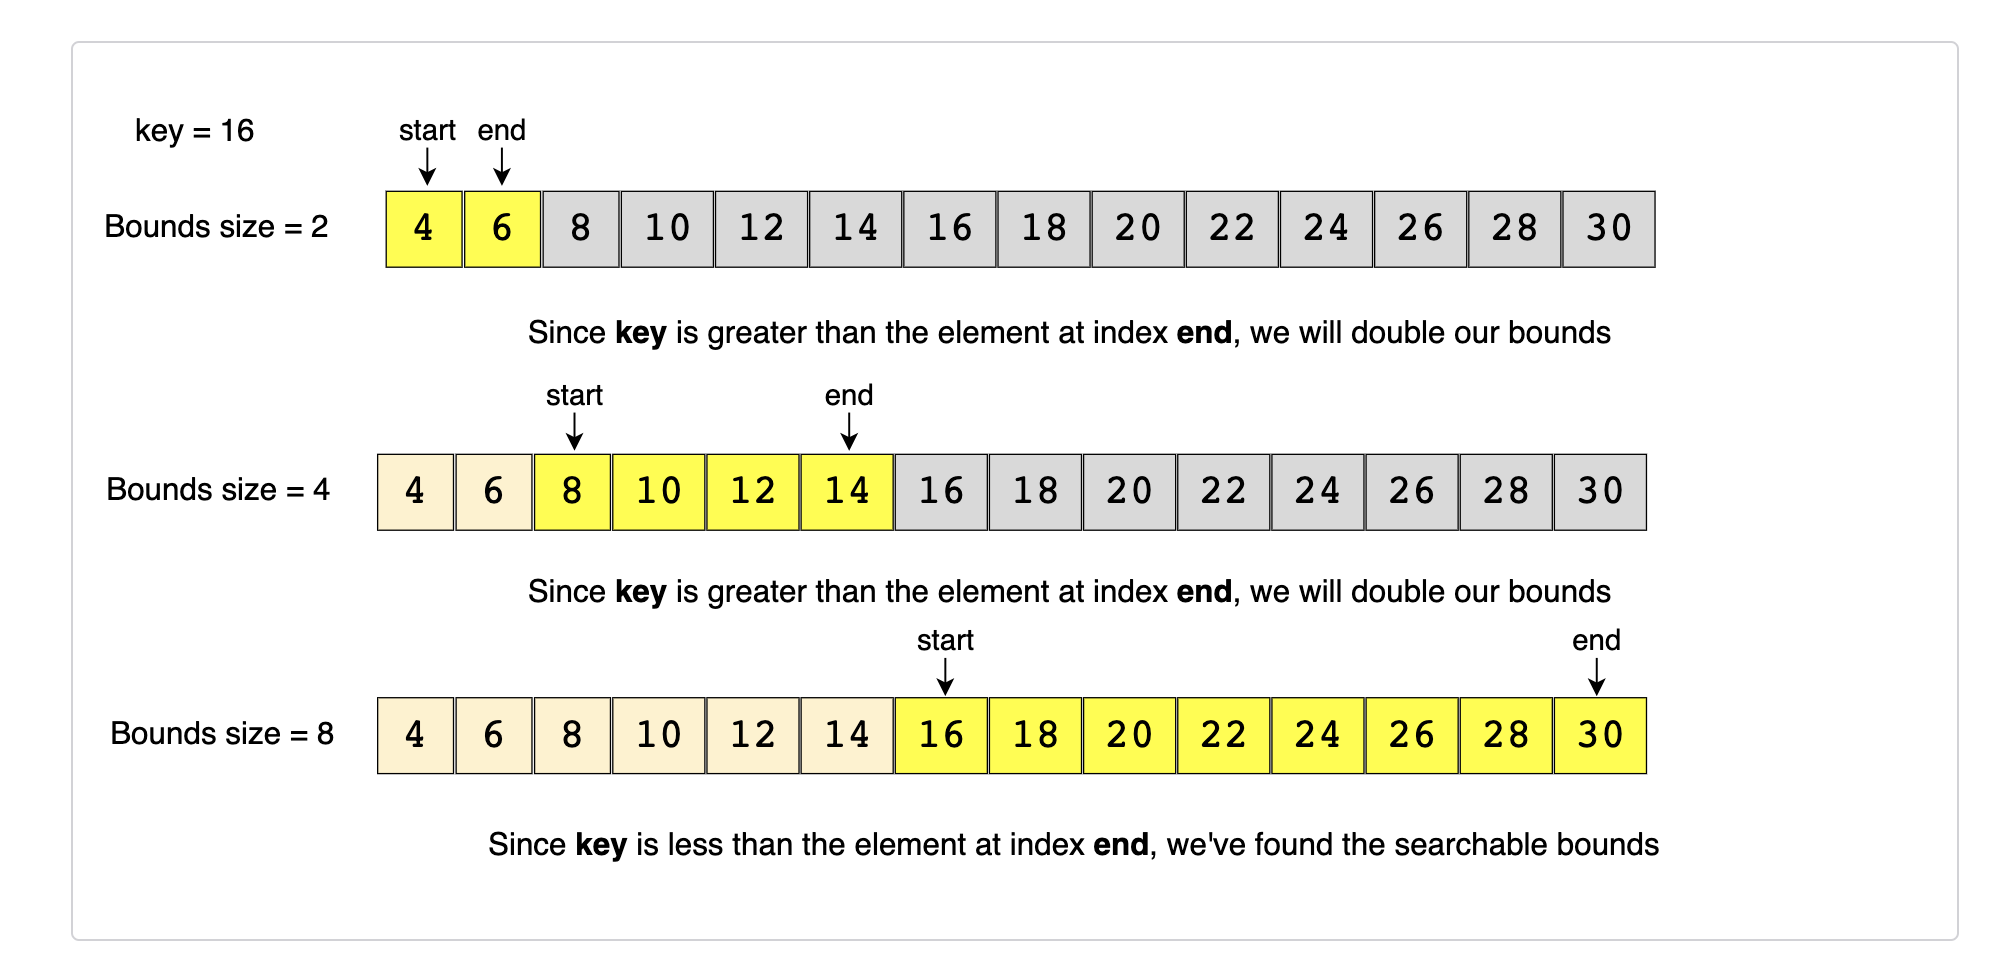 key = 16
start end
Bounds size = 2 4 6 8 10 12 14 16 18 20 22 24 26 28 30
Since key is greater than the element at index end, we will double our bounds
start end
Bounds size = 4 4 6 8 10 12 14 16 18 20 22 24 26 28 30
Since key is greater than the element at index end, we will double our bounds
start end
Bounds size = 8 4 6 8 10 12 14 16 18 20 22 24 26 28 30
Since key is less than the element at index end, we've found the searchable bounds